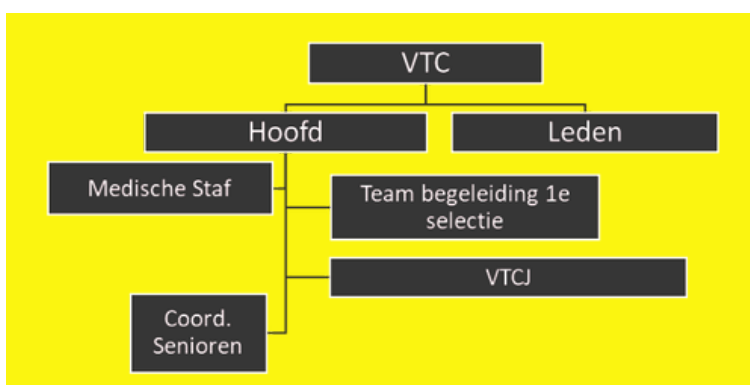 VTC
Hoofd
Leden
Medische Staf
Team begeleiding 1e
selectie
VTCJ
Coord.
Senioren